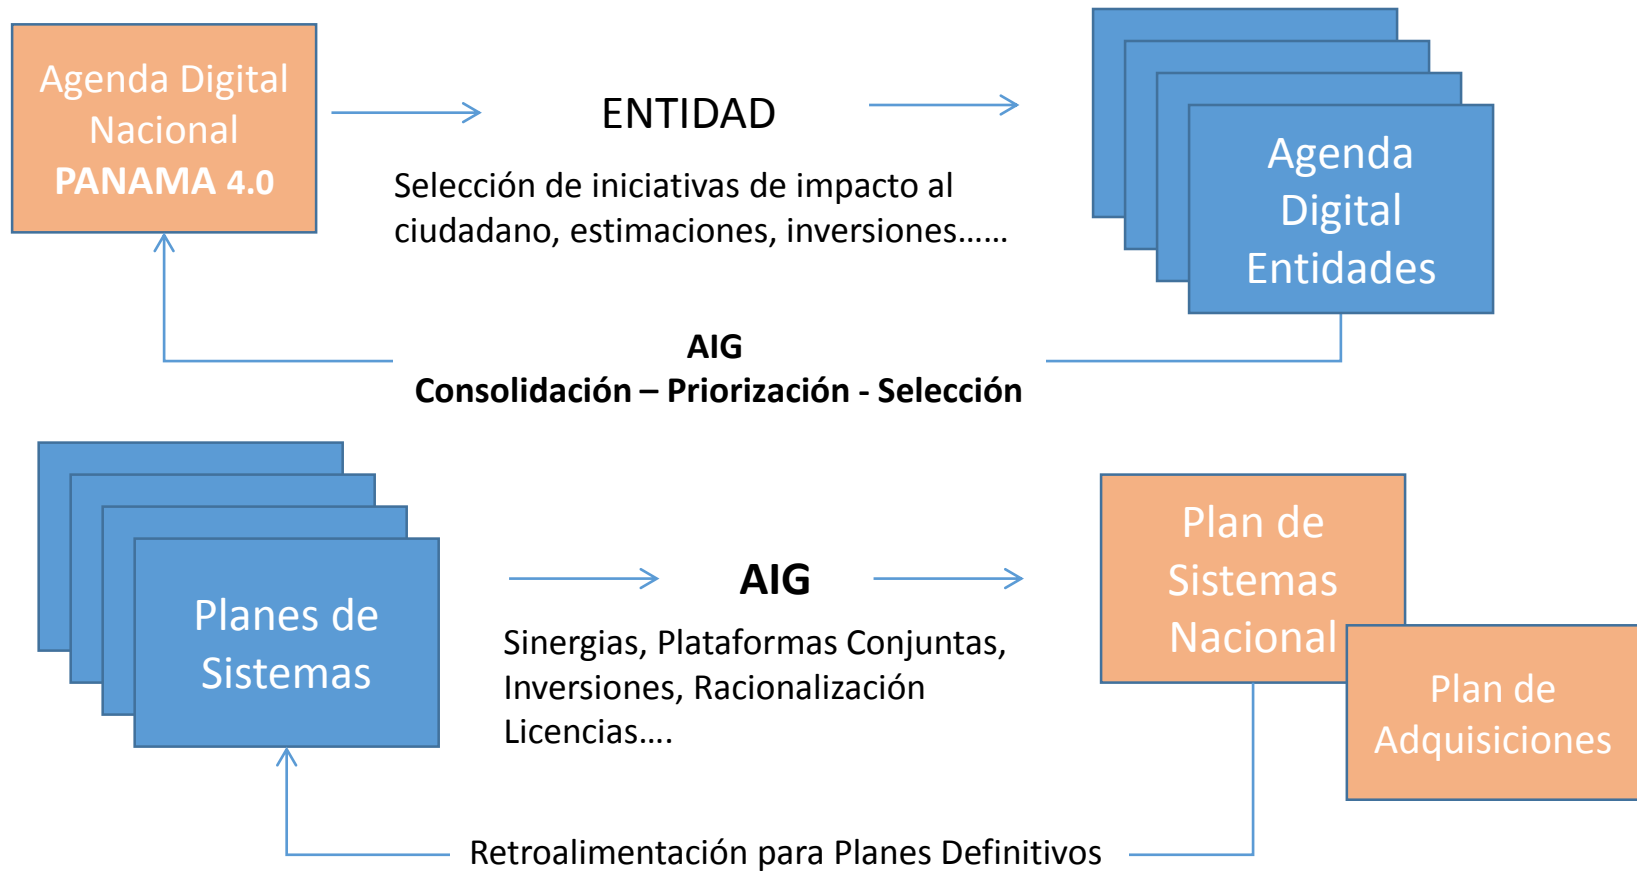 Agenda Digital
Nacional
PANAMA 4.0
ENTIDAD
Selección de iniciativas de impacto al
ciudadano, estimaciones, inversiones……
Agenda
Digital
Entidades
AIG
Consolidación – Priorización - Selección
Planes de
Sistemas
AIG
Sinergias, Plataformas Conjuntas,
Inversiones, Racionalización
Licencias….
Plan de
Sistemas
Nacional
Plan de
Adquisiciones
Retroalimentación para Planes Definitivos